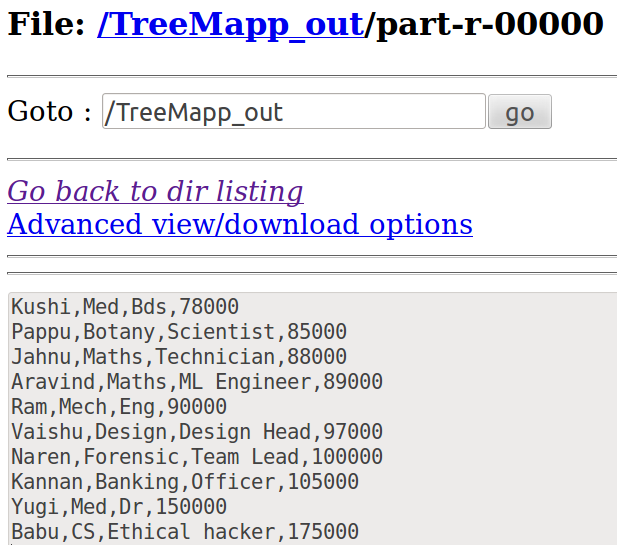 File: /TreeMapp_out/part-r-00000
Goto : /TreeMapp_out go
Go back to dir listing
Advanced view/download options
Kushi,Med,Bds,78000
Pappu,Botany,Scientist,85000
Jahnu,Maths,Technician,88000
Aravind,Maths,ML Engineer,89000
Ram,Mech,Eng,90000
Vaishu,Design,Design Head,97000
Naren,Forensic,Team Lead,100000
Kannan,Banking,Officer,105000
Yugi,Med,Dr,150000
Babu,CS,Ethical hacker,175000